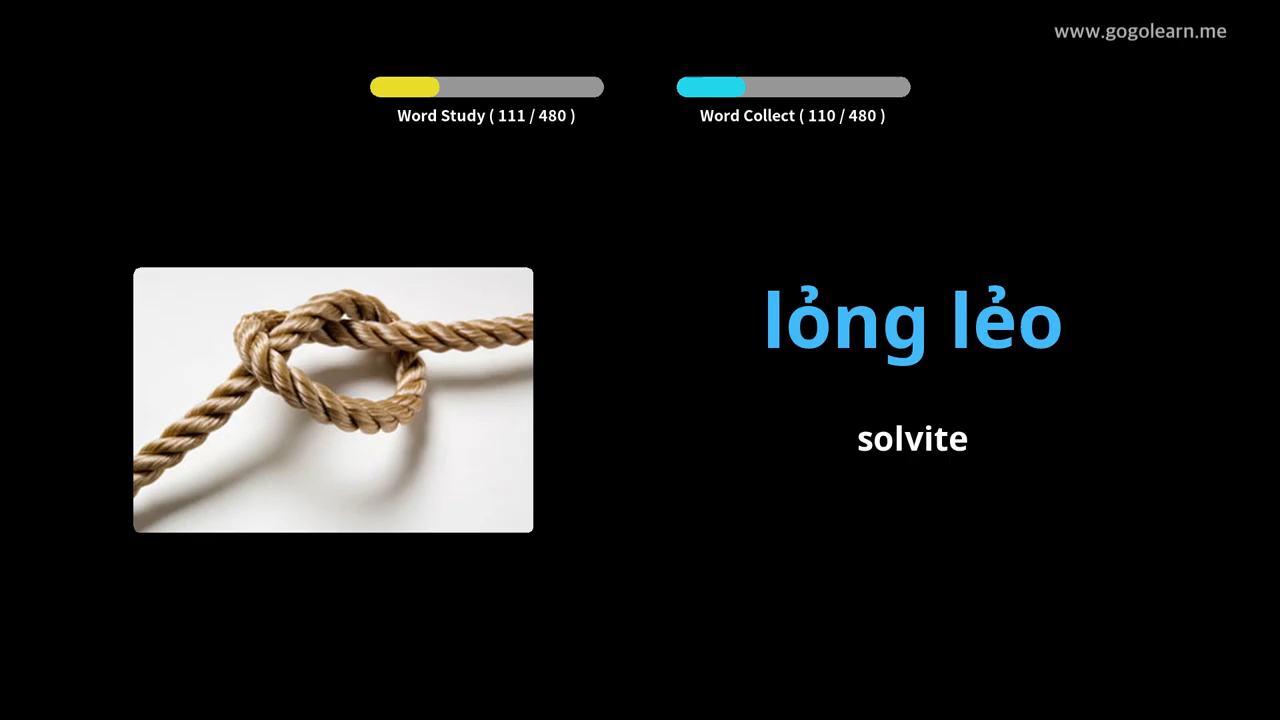 www.gogolearn.me
Word Study ( 111 / 480 )
Word Collect ( 110 / 480 )
lỏng lẻo
solvite